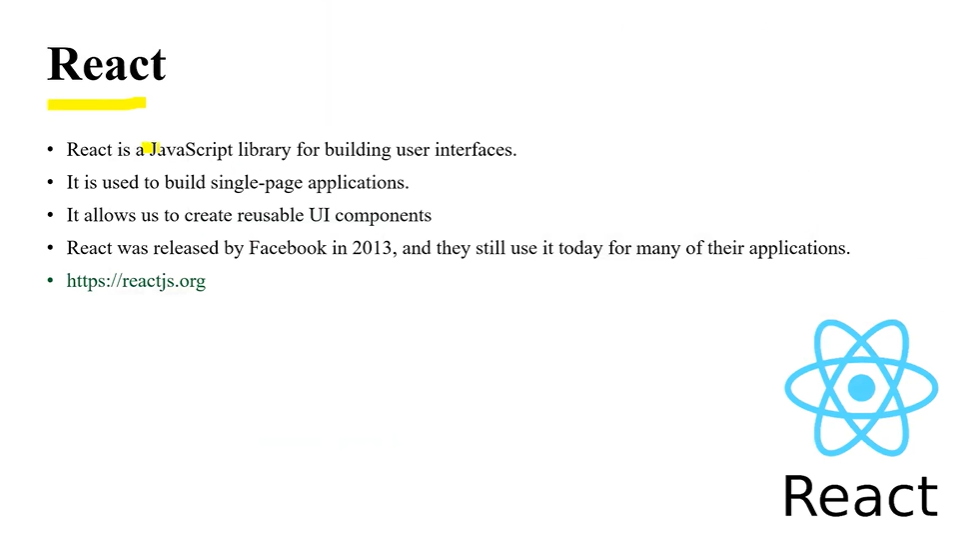 React
• React is a JavaScript library for building user interfaces.
• It is used to build single-page applications.
• It allows us to create reusable UI components
• React was released by Facebook in 2013, and they still use it today for many of their applications.
• https://reactjs.org
React